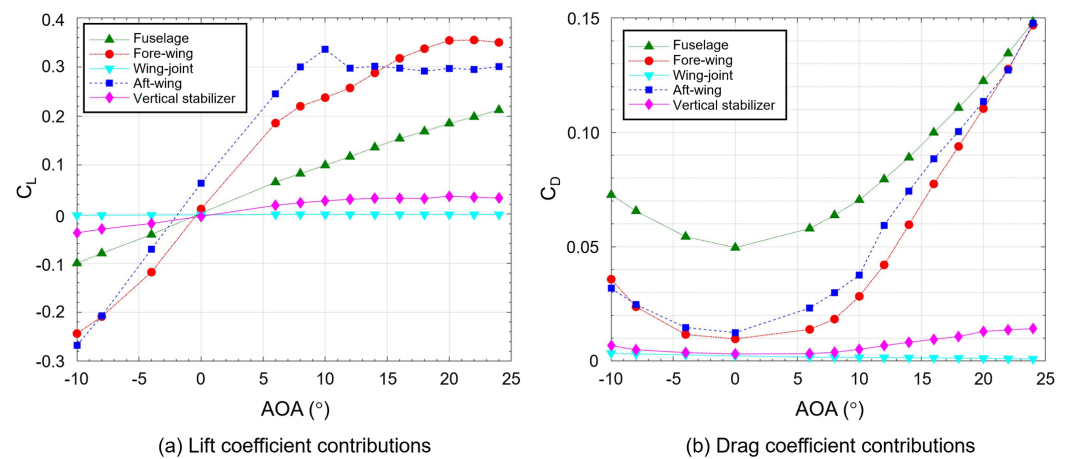 0.4
0.3
0.2
0.1
0
-0.1
-0.2
-0.3
C_L
Fuselage
Fore-wing
Wing-joint
Aft-wing
Vertical stabilizer
-10 -5 0 5 10 15 20 25
AOA (°)
(a) Lift coefficient contributions
0.15
0.10
0.05
0
C_D
Fuselage
Fore-wing
Wing-joint
Aft-wing
Vertical stabilizer
-10 -5 0 5 10 15 20 25
AOA (°)
(b) Drag coefficient contributions